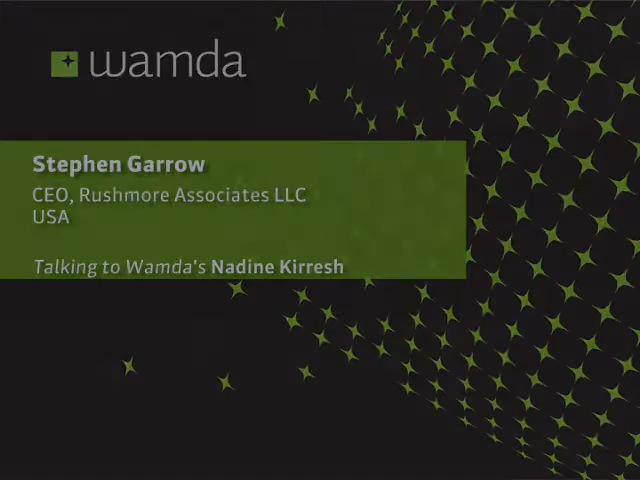 wamda
Stephen Garrow
CEO, Rushmore Associates LLC
USA
Talking to Wamda's Nadine Kirresh